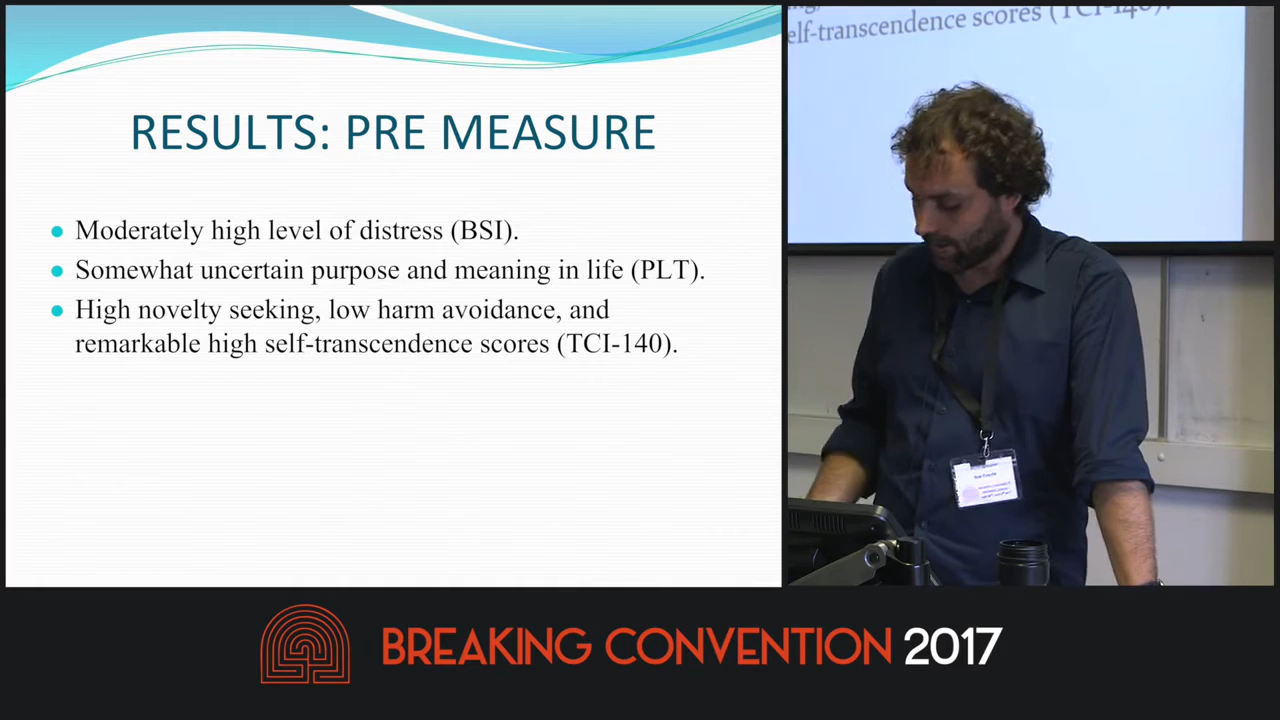 RESULTS: PRE MEASURE
Moderately high level of distress (BSI).
Somewhat uncertain purpose and meaning in life (PLT).
High novelty seeking, low harm avoidance, and
remarkable high self-transcendence scores (TCI-140).
elf-transcendence scores (TCI-140).
BREAKING CONVENTION 2017